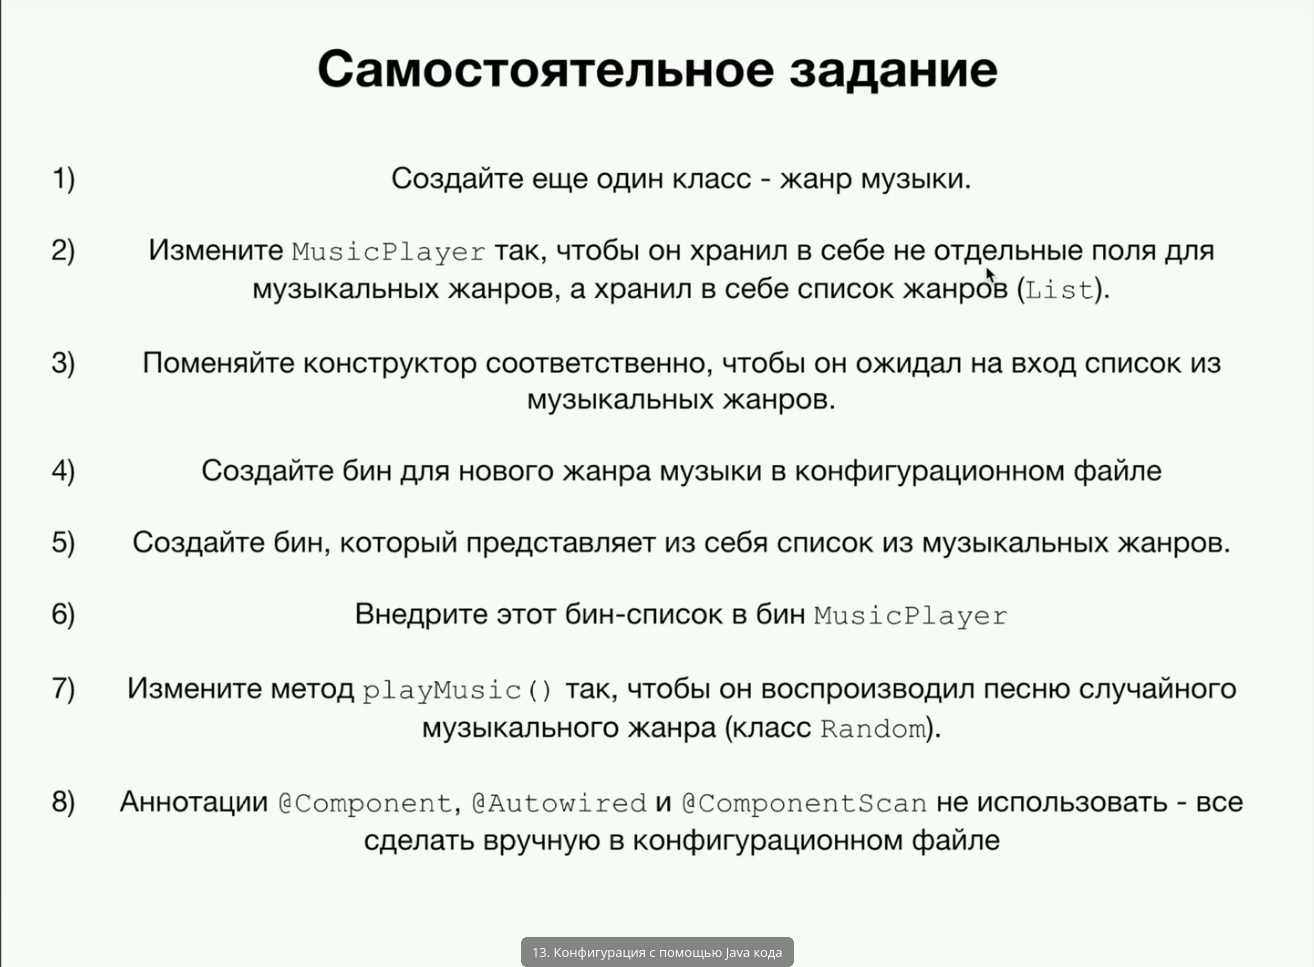 Самостоятельное задание
1) Создайте еще один класс - жанр музыки.
2) Измените MusicPlayer так, чтобы он хранил в себе не отдельные поля для
музыкальных жанров, а хранил в себе список жанров (List).
3) Поменяйте конструктор соответственно, чтобы он ожидал на вход список из
музыкальных жанров.
4) Создайте бин для нового жанра музыки в конфигурационном файле
5) Создайте бин, который представляет из себя список из музыкальных жанров.
6) Внедрите этот бин-список в бин MusicPlayer
7) Измените метод playMusic() так, чтобы он воспроизводил песню случайного
музыкального жанра (класс Random).
8) Аннотации @Component, @Autowired и @ComponentScan не использовать - все
сделать вручную в конфигурационном файле
13. Конфигурация с помощью Java кода